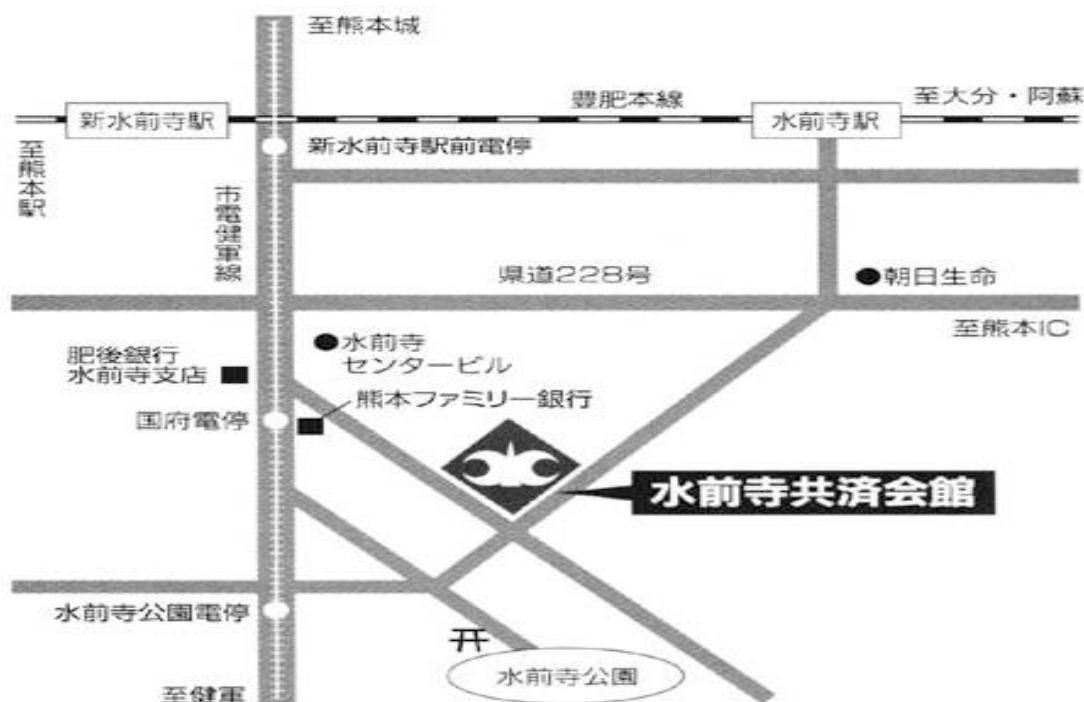 至熊本城
豊肥本線
至大分・阿蘇
新水前寺駅
水前寺駅
至熊本駅
新水前寺駅前電停
市電健軍線
県道228号
朝日生命
至熊本IC
水前寺
センタービル
肥後銀行
水前寺支店
熊本ファミリー銀行
国府電停
水前寺共済会館
水前寺公園電停
水前寺公園
至健軍